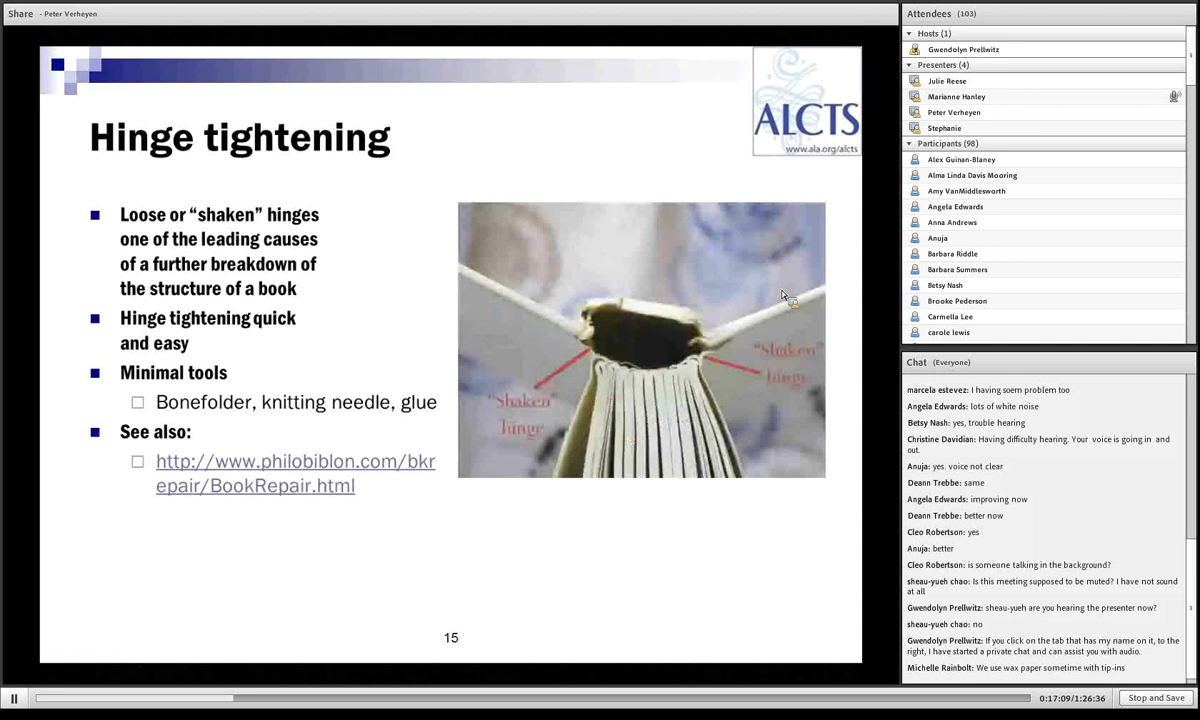 Share - Peter Verheyen
ALCTS
www.ala.org/alcts
Hinge tightening
■ Loose or “shaken” hinges
one of the leading causes
of a further breakdown of
the structure of a book
■ Hinge tightening quick
and easy
■ Minimal tools
□ Bonefolder, knitting needle, glue
■ See also:
□ http://www.philobiblon.com/bkr
epair/BookRepair.html
“Shaken”
hinge
“Shaken”
hinge
15
Attendees (103)
Hosts (1)
Gwendolyn Prellwitz
Presenters (4)
Julie Reese
Marianne Hanley
Peter Verheyen
Stephanie
Participants (98)
Alex Guinan-Blaney
Alma Linda Davis Mooring
Amy VanMiddlesworth
Angela Edwards
Anna Andrews
Anuja
Barbara Riddle
Barbara Summers
Betsy Nash
Brooke Pederson
Carmella Lee
carole lewis
Chat (Everyone)
marcela estevez: I having soem problem too
Angela Edwards: lots of white noise
Betsy Nash: yes, trouble hearing
Christine Davidian: Having difficulty hearing. Your voice is going in and
out.
Anuja: yes. voice not clear
Deann Trebbe: same
Angela Edwards: improving now
Deann Trebbe: better now
Cleo Robertson: yes
Anuja: better
Cleo Robertson: is someone talking in the background?
sheau-yueh chao: Is this meeting supposed to be muted? I have not sound
at all
Gwendolyn Prellwitz: sheau-yueh are you hearing the presenter now?
sheau-yueh chao: no
Gwendolyn Prellwitz: If you click on the tab that has my name on it, to the
right, I have started a private chat and can assist you with audio.
Michelle Rainbolt: We use wax paper sometime with tip-ins
0:17:09/1:26:36
Stop and Save